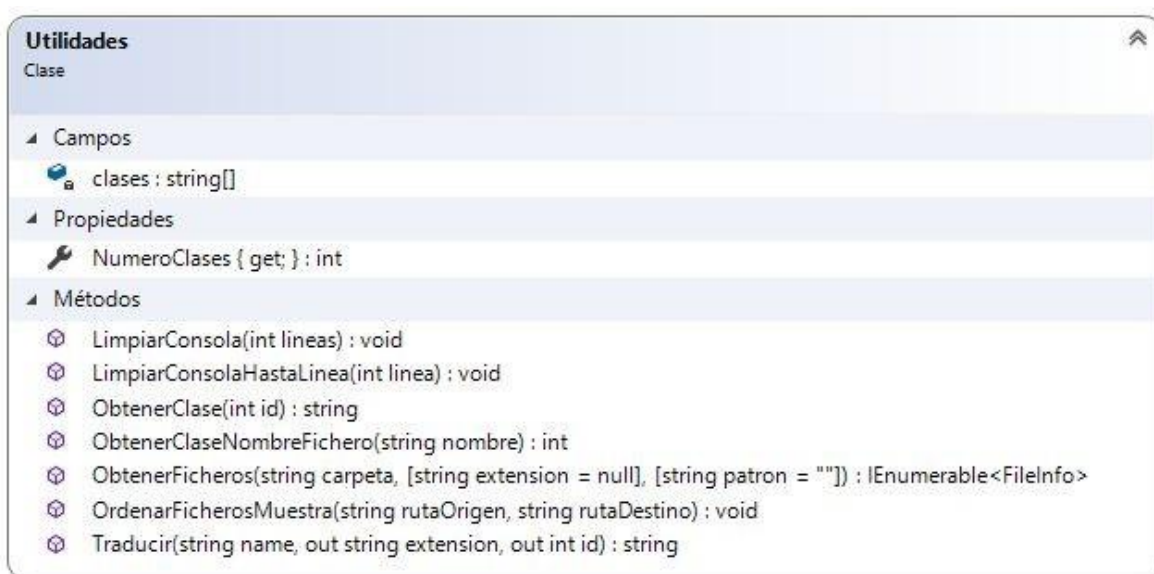 Utilidades
Clase
Campos
clases : string[]
Propiedades
NumeroClases { get; } : int
Métodos
LimpiarConsola(int lineas) : void
LimpiarConsolaHastaLinea(int linea) : void
ObtenerClase(int id) : string
ObtenerClaseNombreFichero(string nombre) : int
ObtenerFicheros(string carpeta, [string extension = null], [string patron = ""]) : IEnumerable<FileInfo>
OrdenarFicherosMuestra(string rutaOrigen, string rutaDestino) : void
Traducir(string name, out string extension, out int id) : string